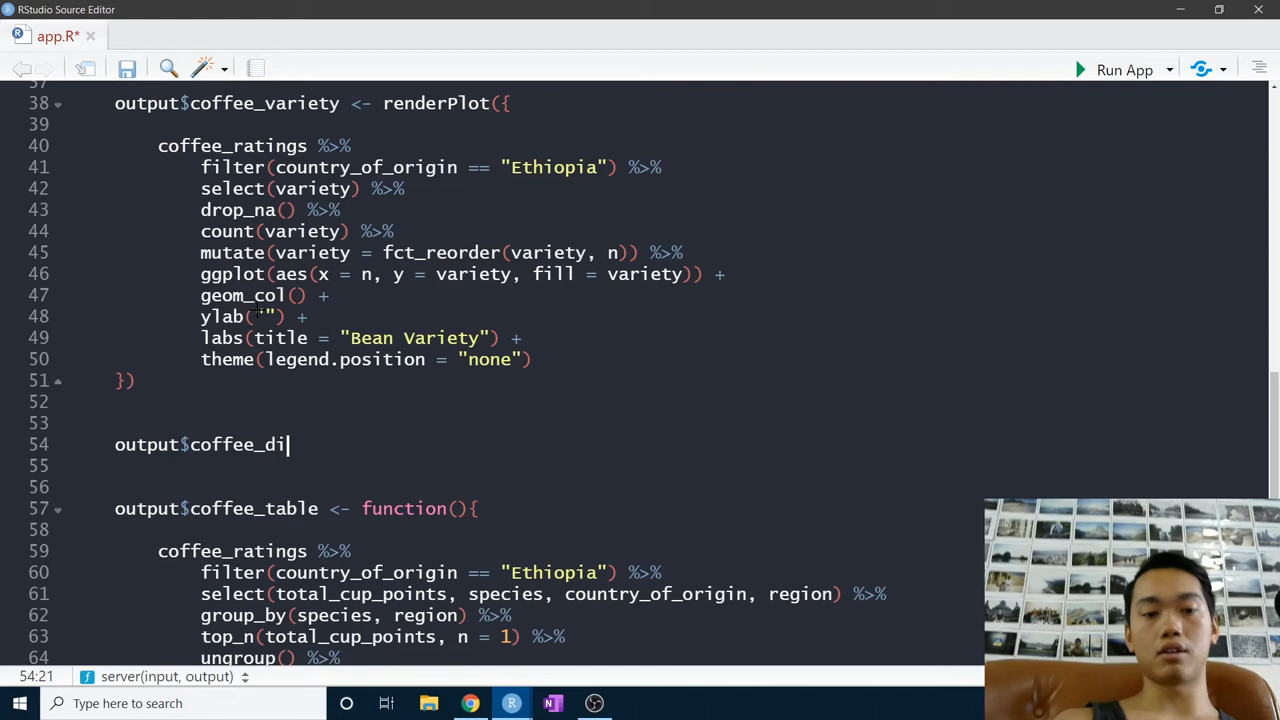 RStudio Source Editor
app.R*
Run App
37
38 output$coffee_variety <- renderPlot({
39
40 coffee_ratings %>%
41 filter(country_of_origin == "Ethiopia") %>%
42 select(variety) %>%
43 drop_na() %>%
44 count(variety) %>%
45 mutate(variety = fct_reorder(variety, n)) %>%
46 ggplot(aes(x = n, y = variety, fill = variety)) +
47 geom_col() +
48 ylab("") +
49 labs(title = "Bean Variety") +
50 theme(legend.position = "none")
51 })
52
53
54 output$coffee_di
55
56
57 output$coffee_table <- function(){
58
59 coffee_ratings %>%
60 filter(country_of_origin == "Ethiopia") %>%
61 select(total_cup_points, species, country_of_origin, region) %>%
62 group_by(species, region) %>%
63 top_n(total_cup_points, n = 1) %>%
64 ungroup() %>%
54:21 server(input, output)
Type here to search